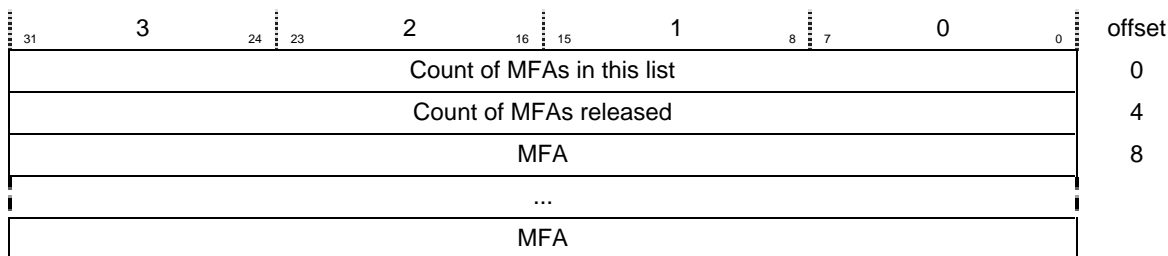 3 2 1 0 offset
31 24 23 16 15 8 7 0
Count of MFAs in this list 0
Count of MFAs released 4
MFA 8
...
MFA